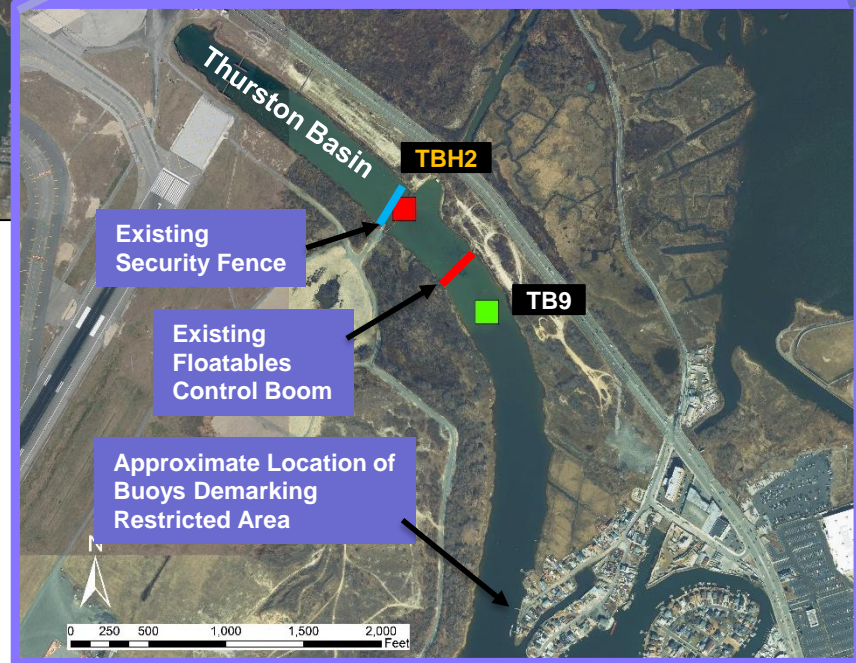 Thurston Basin
TBH2
Existing
Security Fence
TB9
Existing
Floatables
Control Boom
Approximate Location of
Buoys Demarking
Restricted Area
N
0 250 500 1,000 1,500 2,000
Feet